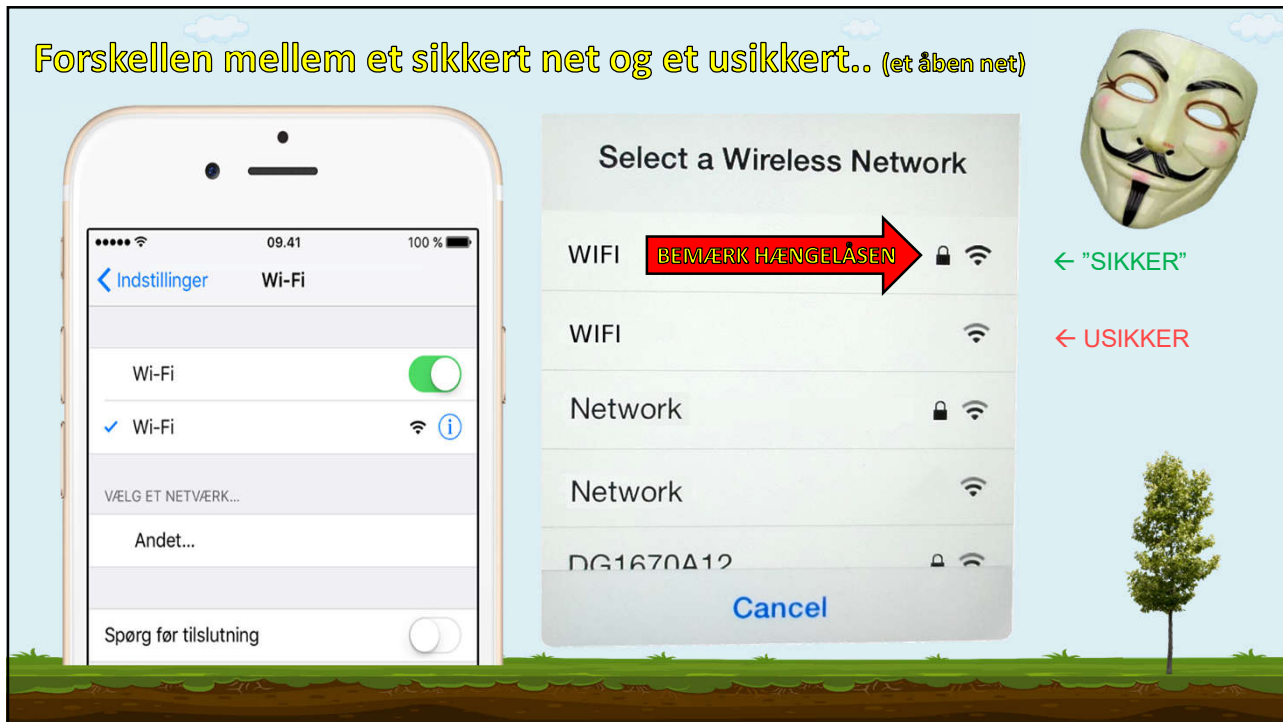 Forskellen mellem et sikkert net og et usikkert.. (et åben net)
09.41
100 %
Indstillinger
Wi-Fi
Wi-Fi
Wi-Fi
VÆLG ET NETVÆRK...
Andet...
Spørg før tilslutning
Select a Wireless Network
WIFI
BEMÆRK HÆNGELÅSEN
← ”SIKKER”
WIFI
← USIKKER
Network
Network
DG1670A12
Cancel